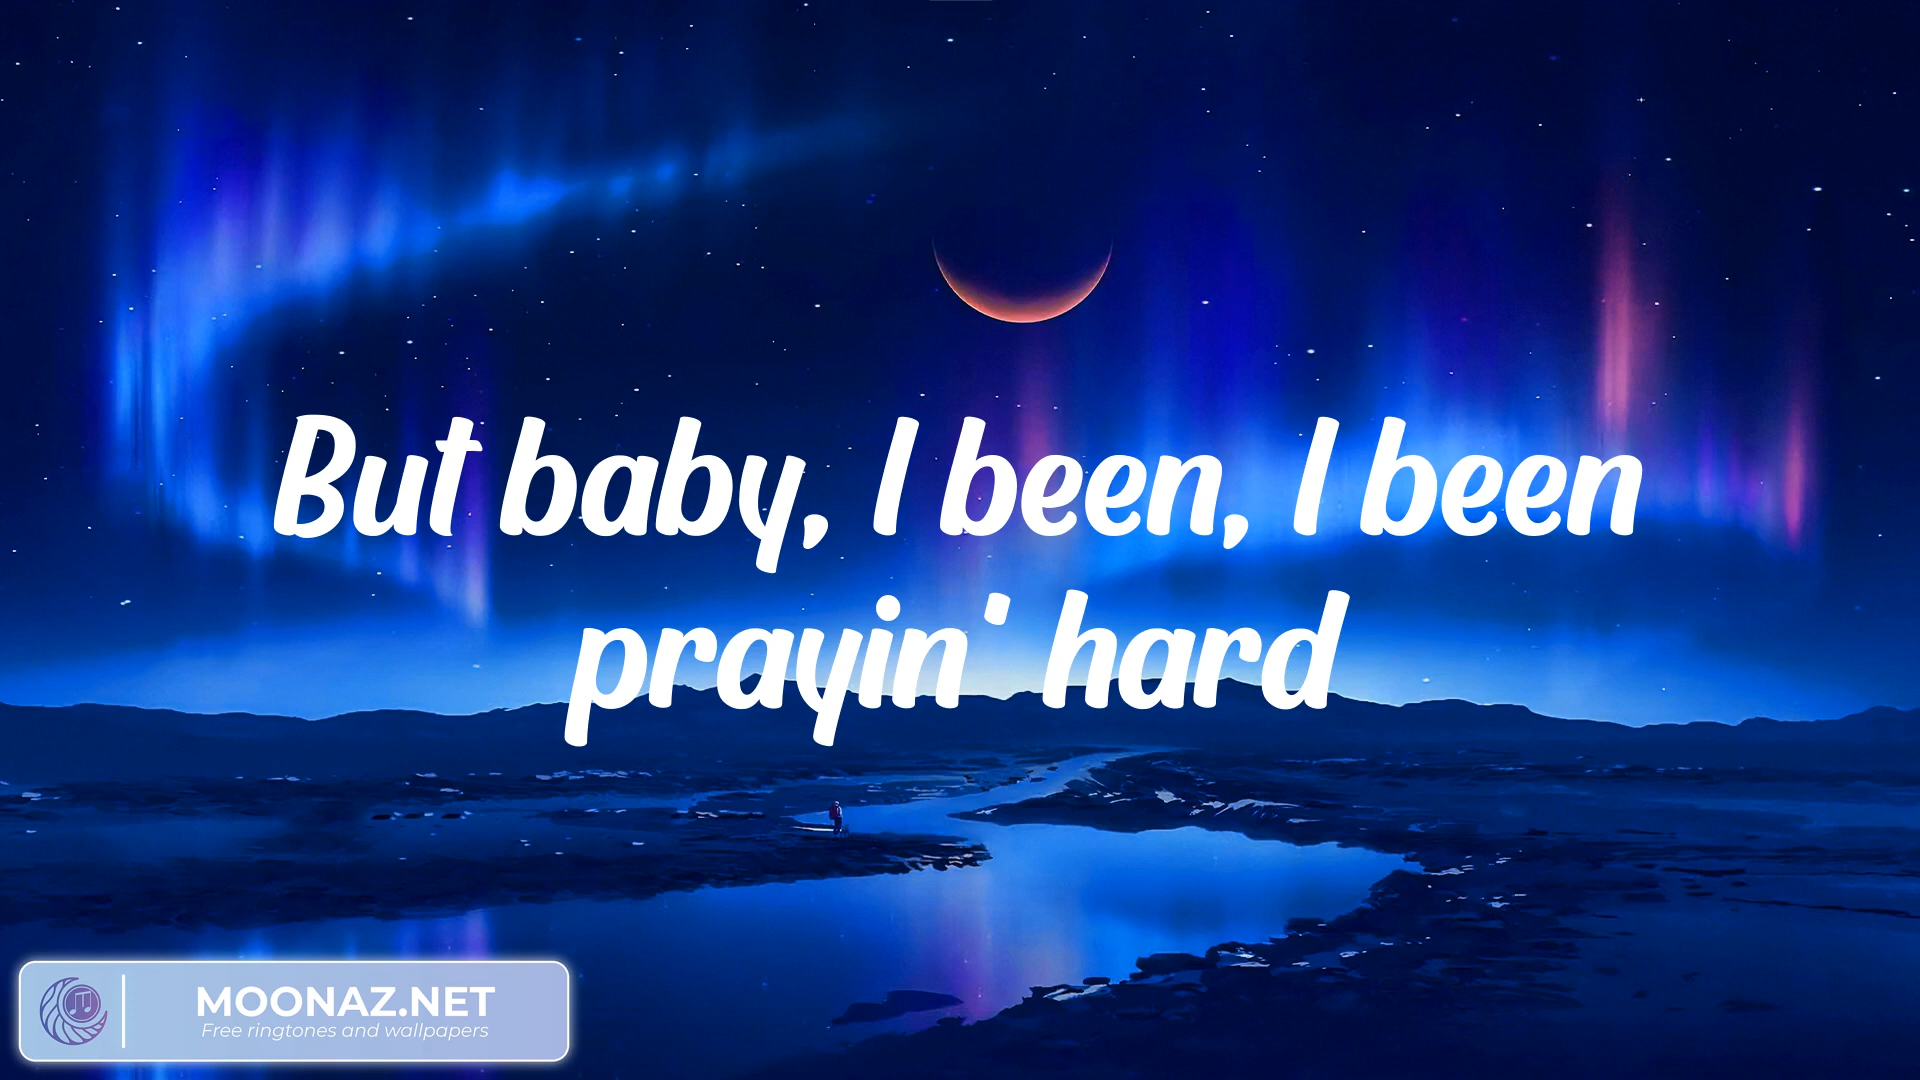 But baby, I been, I been
prayin' hard
MOONAZ.NET
Free ringtones and wallpapers